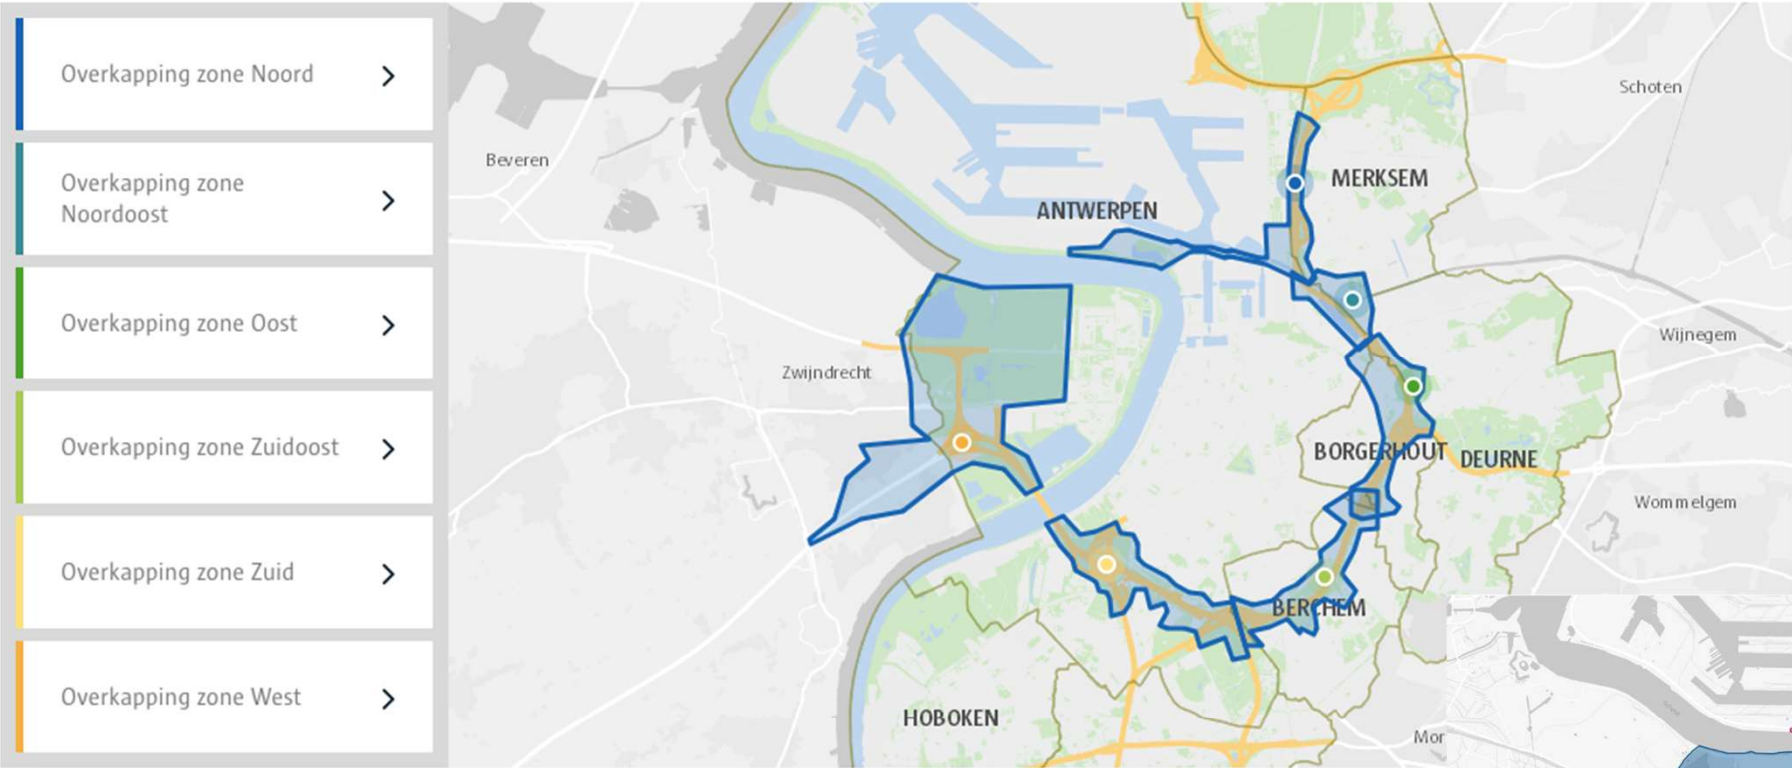 Overkapping zone Noord
Overkapping zone
Noordoost
Overkapping zone Oost
Overkapping zone Zuidoost
Overkapping zone Zuid
Overkapping zone West
Schoten
Beveren
MERKSEM
ANTWERPEN
Wijnegem
Zwijndrecht
BORGERHOUT
DEURNE
Wommelgem
BERCHEM
HOBOKEN
Mor